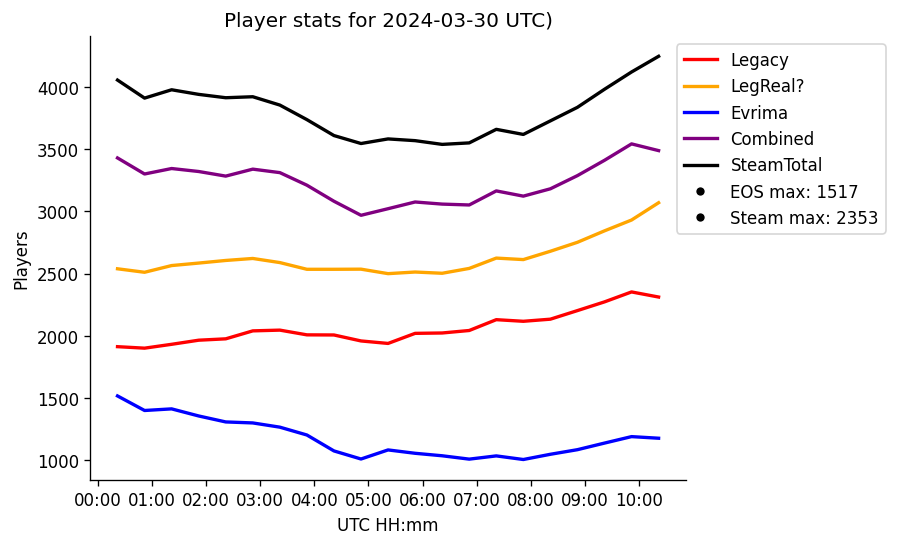 Player stats for 2024-03-30 UTC)
Players
4000
3500
3000
2500
2000
1500
1000
00:00 01:00 02:00 03:00 04:00 05:00 06:00 07:00 08:00 09:00 10:00
UTC HH:mm
Legacy
LegReal?
Evrima
Combined
SteamTotal
EOS max: 1517
Steam max: 2353